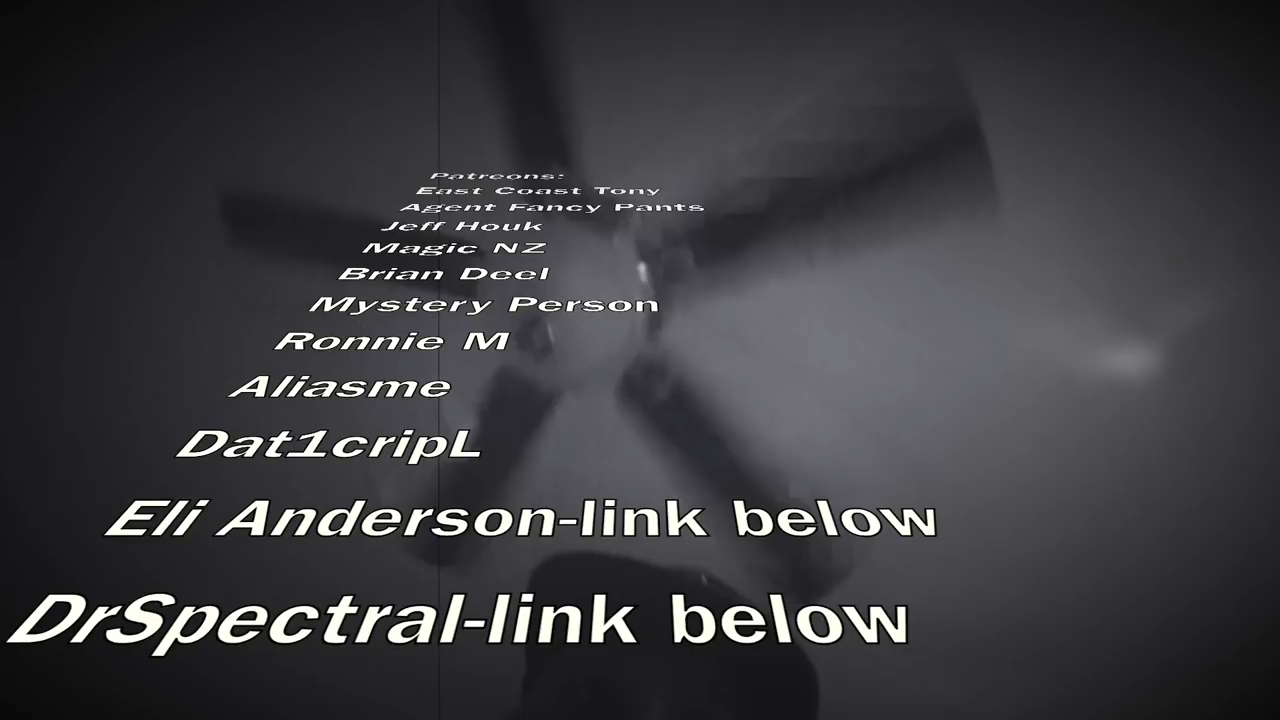 Patreons:
East Coast Tony
Agent Fancy Pants
Jeff Houk
Magic NZ
Brian Deel
Mystery Person
Ronnie M
Aliasme
Dat1cripL
Eli Anderson-link below
DrSpectral-link below